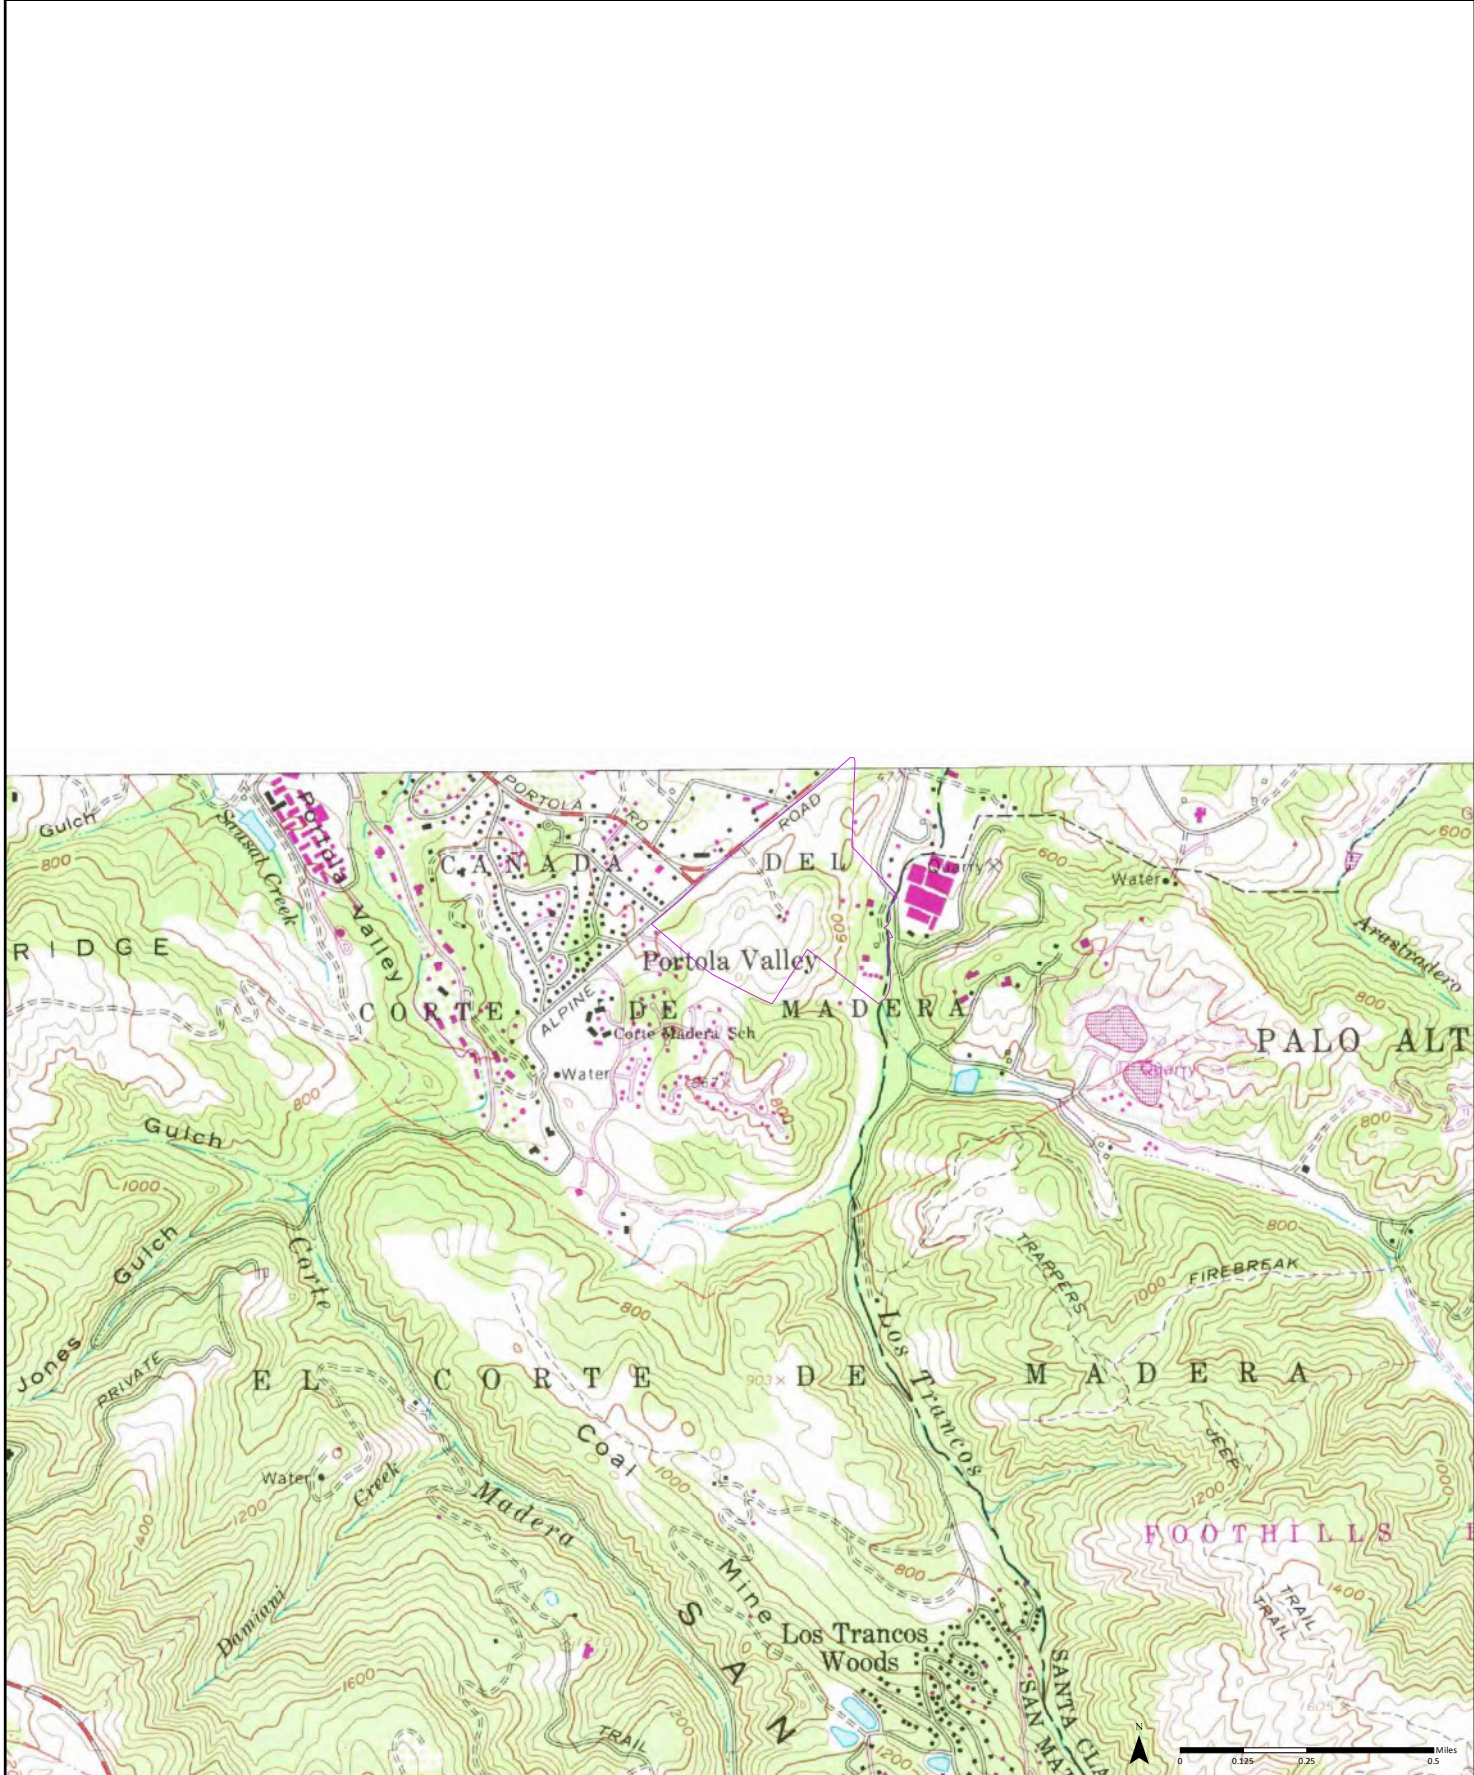 PORTOLA RD
ROAD
Gulch
Portola Valley
Sausal Creek
600
800
CAÑADA DEL
Quarry
600
Water
600
Arastradero
RIDGE
Portola Valley
800
CORTE DE MADERA
ALPINE
Corte Madera Sch
PALO ALT
Water
Quarry
800
800
800
Gulch
1000
Gulch
Corte
TRAPPERS
800
FIREBREAK
1000
800
Los Trancos
Jones
PRIVATE
EL CORTE DE MADERA
903
Coal
JEEP
1000
1000
Water
Creek
Madera
1200
1200
1400
FOOTHILLS
800
Mine
1400
TRAIL
TRAIL
Damiani
SAN
Los Trancos
Woods
SANTA CLA
SAN MAT
1600
1605
1200
TRAIL
1200
N
Miles
0 0.125 0.25 0.5